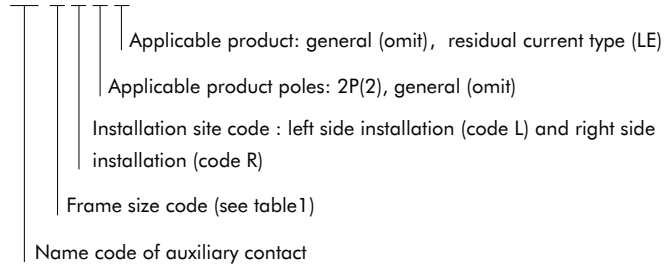 Applicable product: general (omit), residual current type (LE)
Applicable product poles: 2P(2), general (omit)
Installation site code : left side installation (code L) and right side
installation (code R)
Frame size code (see table1)
Name code of auxiliary contact